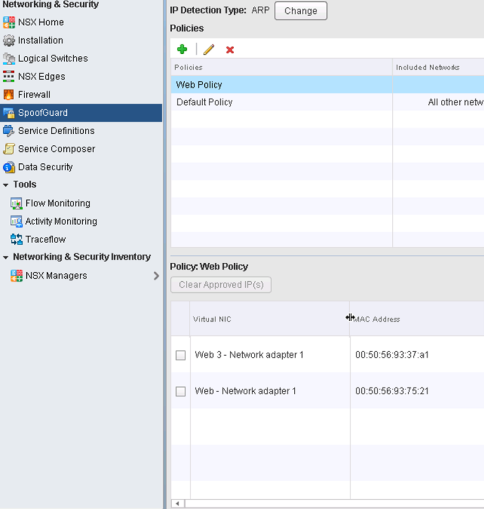 Networking & Security
NSX Home
Installation
Logical Switches
NSX Edges
Firewall
SpoofGuard
Service Definitions
Service Composer
Data Security
Tools
Flow Monitoring
Activity Monitoring
Traceflow
Networking & Security Inventory
NSX Managers
IP Detection Type: ARP Change
Policies
Policies Included Networks
Web Policy
Default Policy All other netw
Policy: Web Policy
Clear Approved IP(s)
Virtual NIC MAC Address
Web 3 - Network adapter 1 00:50:56:93:37:a1
Web - Network adapter 1 00:50:56:93:75:21